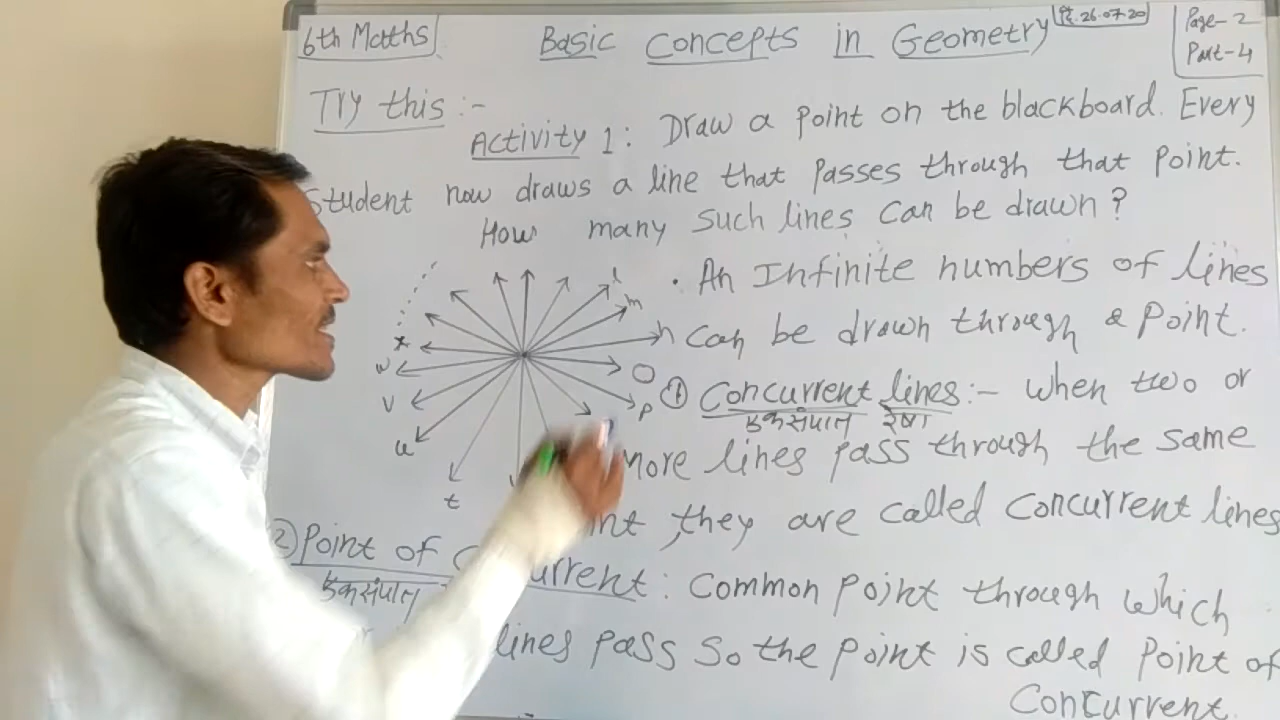 6th Maths
Basic Concepts in Geometry
दि. 26.07.20
Page-2
Part-4
Try this :-
Activity 1: Draw a point on the blackboard. Every
Student now draws a line that passes through that point.
How many such lines can be drawn?
. An Infinite numbers of lines
can be drawn through a point.
① Concurrent lines:- when two or
एकसंपात रेषा
more lines pass through the same
they are called concurrent lines
② Point of
एकसंपात
: Common point through which
lines pass so the point is called point of
Concurrent.
l
m
n
O
P
t
u
v
w
x